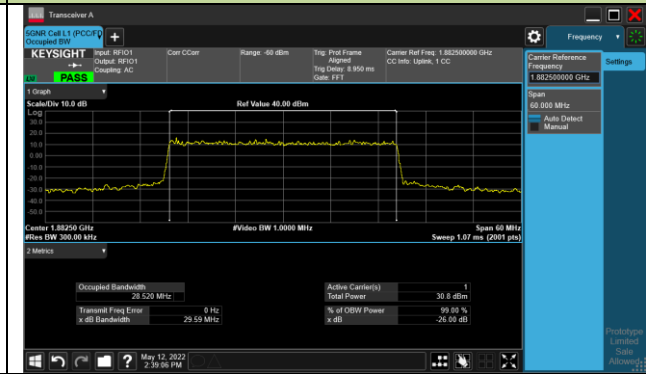 Transceiver A
5GNR Cell L1 (PCC/FD
Occupied BW
Frequency
KEYSIGHT
PASS
Input: RFIO1
Output: RFIO1
Coupling: AC
Corr CCorr
Range: -60 dBm
Trig: Prot Frame
Aligned
Trig Delay: 8.950 ms
Gate: FFT
Carrier Ref Freq: 1.882500000 GHz
CC Info: Uplink, 1 CC
Carrier Reference
Frequency
1.882500000 GHz
Settings
Span
60.000 MHz
Auto Detect
Manual
1 Graph
Scale/Div 10.0 dB
Ref Value 40.00 dBm
Log
30.0
20.0
10.0
0.00
-10.0
-20.0
-30.0
-40.0
-50.0
Center 1.88250 GHz
#Video BW 1.0000 MHz
Span 60 MHz
#Res BW 300.00 kHz
Sweep 1.07 ms (2001 pts)
2 Metrics
Occupied Bandwidth
28.520 MHz
Active Carrier(s) 1
Total Power 30.8 dBm
Transmit Freq Error 0 Hz
x dB Bandwidth 29.59 MHz
% of OBW Power 99.00 %
x dB -26.00 dB
Prototype
Limited
Sale
Allowed
May 12, 2022
2:39:06 PM